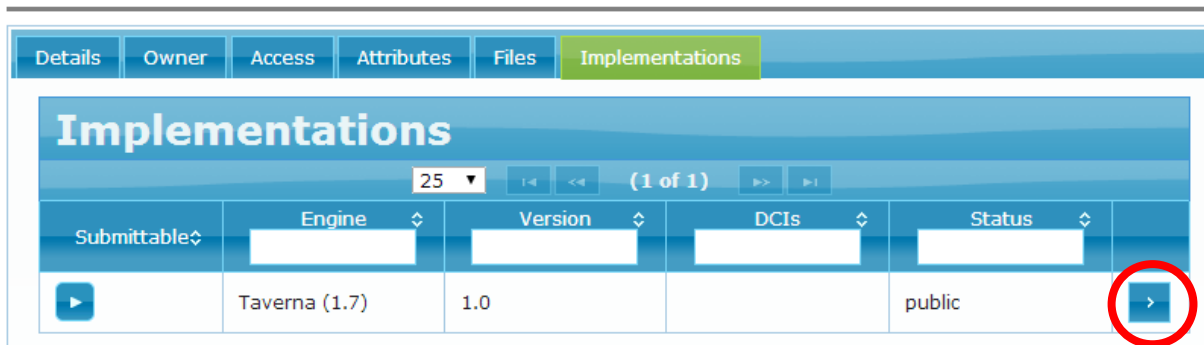 Details Owner Access Attributes Files Implementations
Implementations
25 (1 of 1)
Submittable Engine Version DCIs Status
Taverna (1.7) 1.0 public